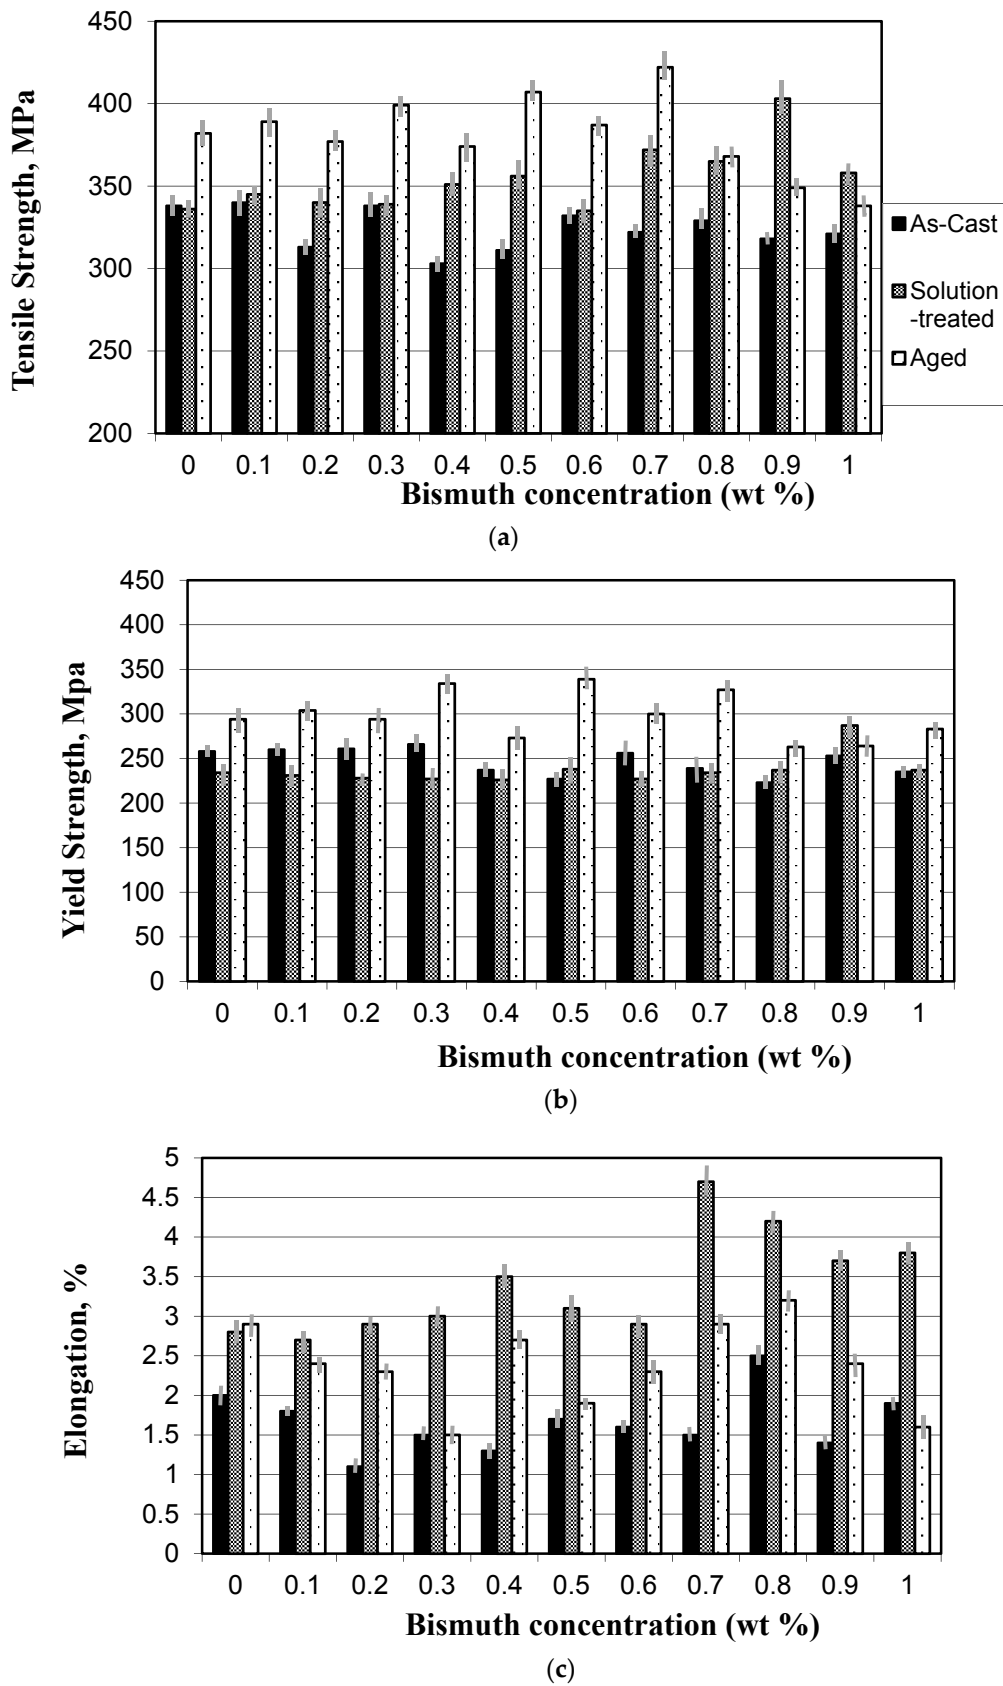 450
400
350
300
250
200
Tensile Strength, MPa
0 0.1 0.2 0.3 0.4 0.5 0.6 0.7 0.8 0.9 1
Bismuth concentration (wt %)
As-Cast
Solution
-treated
Aged
(a)
450
400
350
300
250
200
150
100
50
0
Yield Strength, Mpa
0 0.1 0.2 0.3 0.4 0.5 0.6 0.7 0.8 0.9 1
Bismuth concentration (wt %)
(b)
5
4.5
4
3.5
3
2.5
2
1.5
1
0.5
0
Elongation, %
0 0.1 0.2 0.3 0.4 0.5 0.6 0.7 0.8 0.9 1
Bismuth concentration (wt %)
(c)